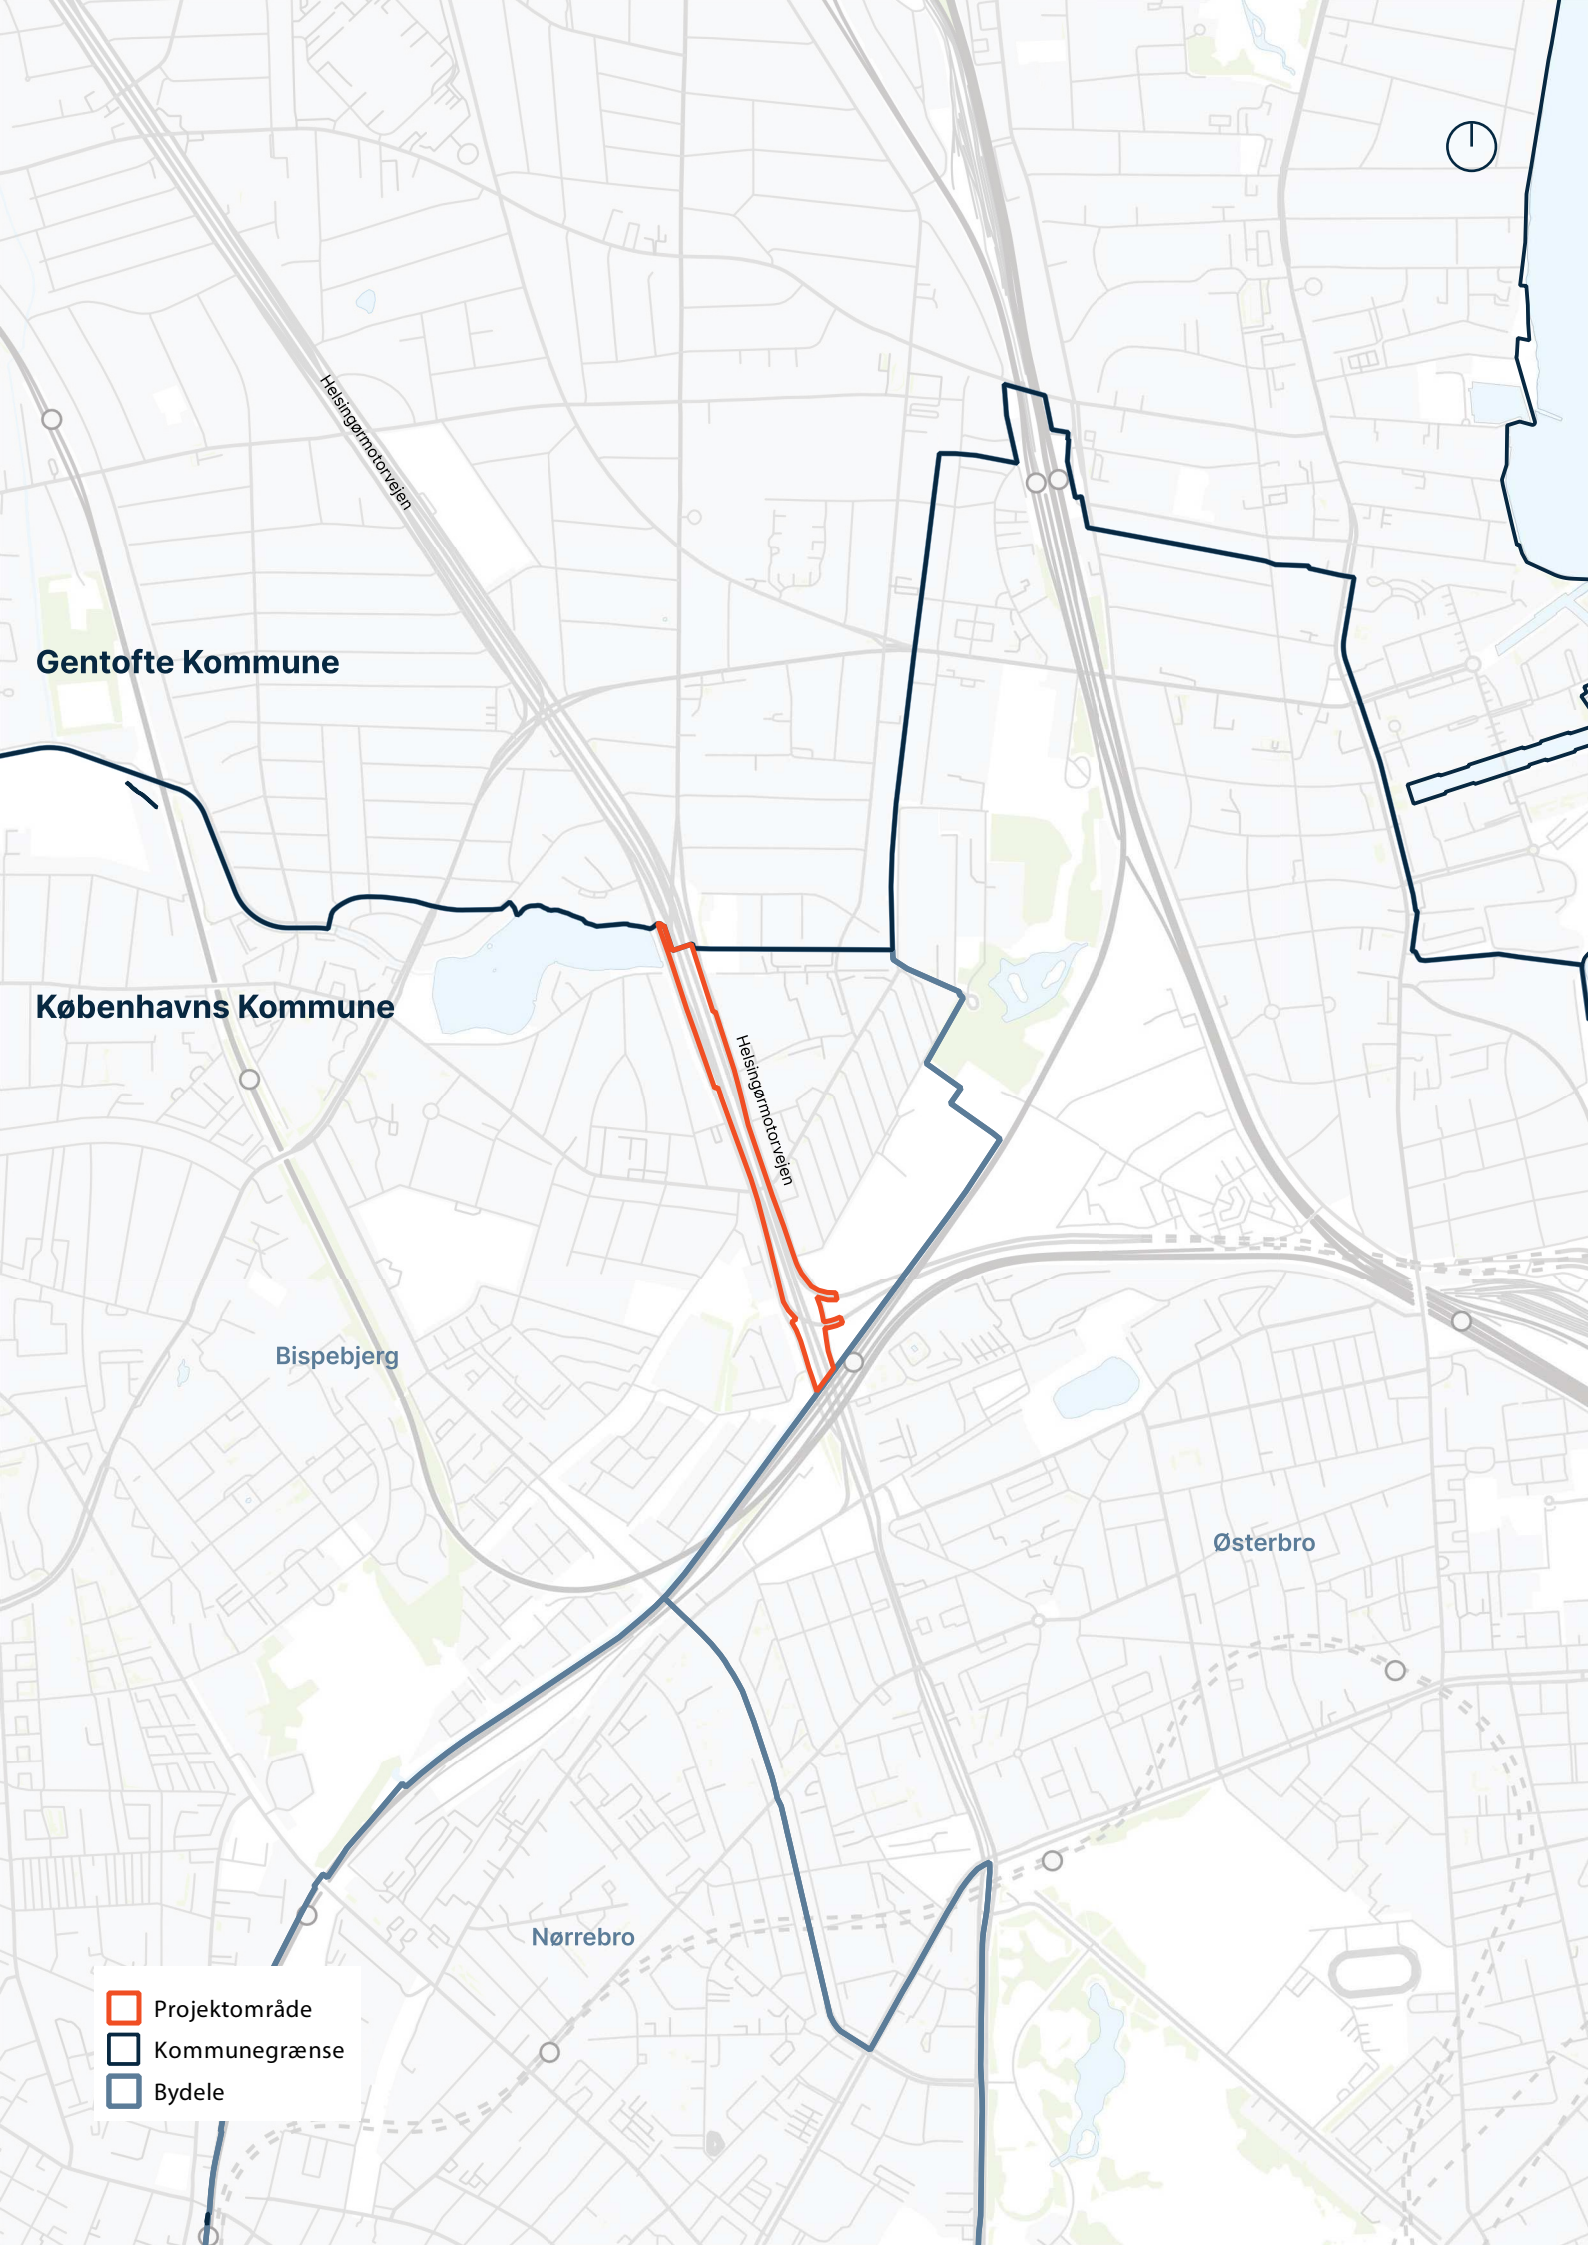 Helsingørmotorvejen
Gentofte Kommune
Københavns Kommune
Helsingørmotorvejen
Bispebjerg
Østerbro
Nørrebro
Projektområde
Kommunegrænse
Bydele